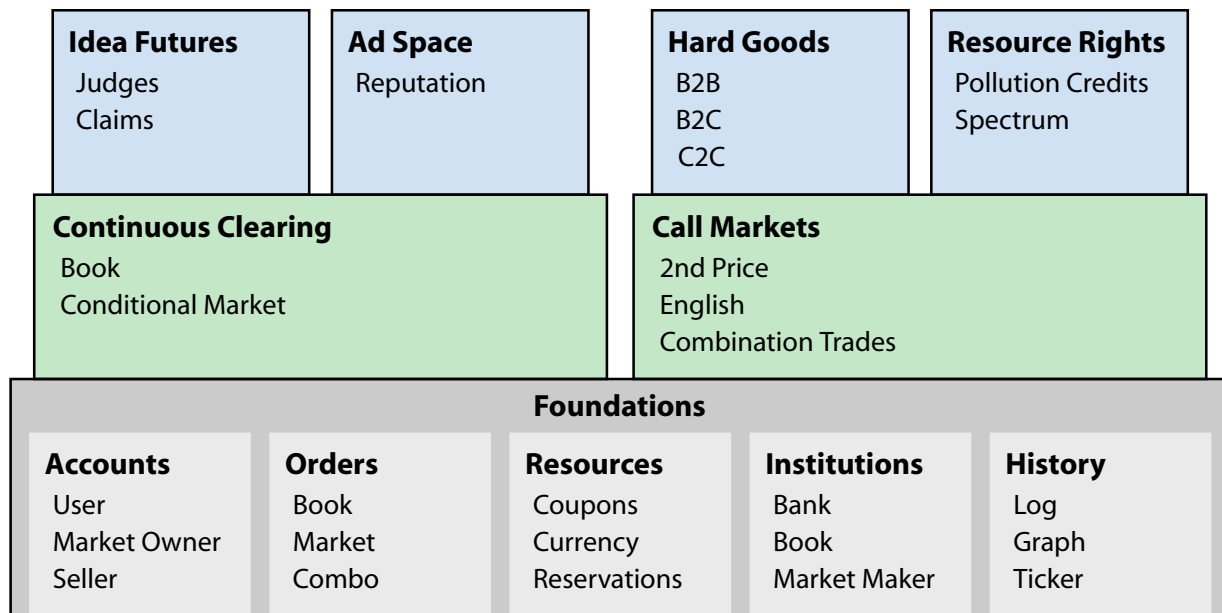 Idea Futures
Judges
Claims
Ad Space
Reputation
Hard Goods
B2B
B2C
C2C
Resource Rights
Pollution Credits
Spectrum
Continuous Clearing
Book
Conditional Market
Call Markets
2nd Price
English
Combination Trades
Foundations
Accounts
User
Market Owner
Seller
Orders
Book
Market
Combo
Resources
Coupons
Currency
Reservations
Institutions
Bank
Book
Market Maker
History
Log
Graph
Ticker